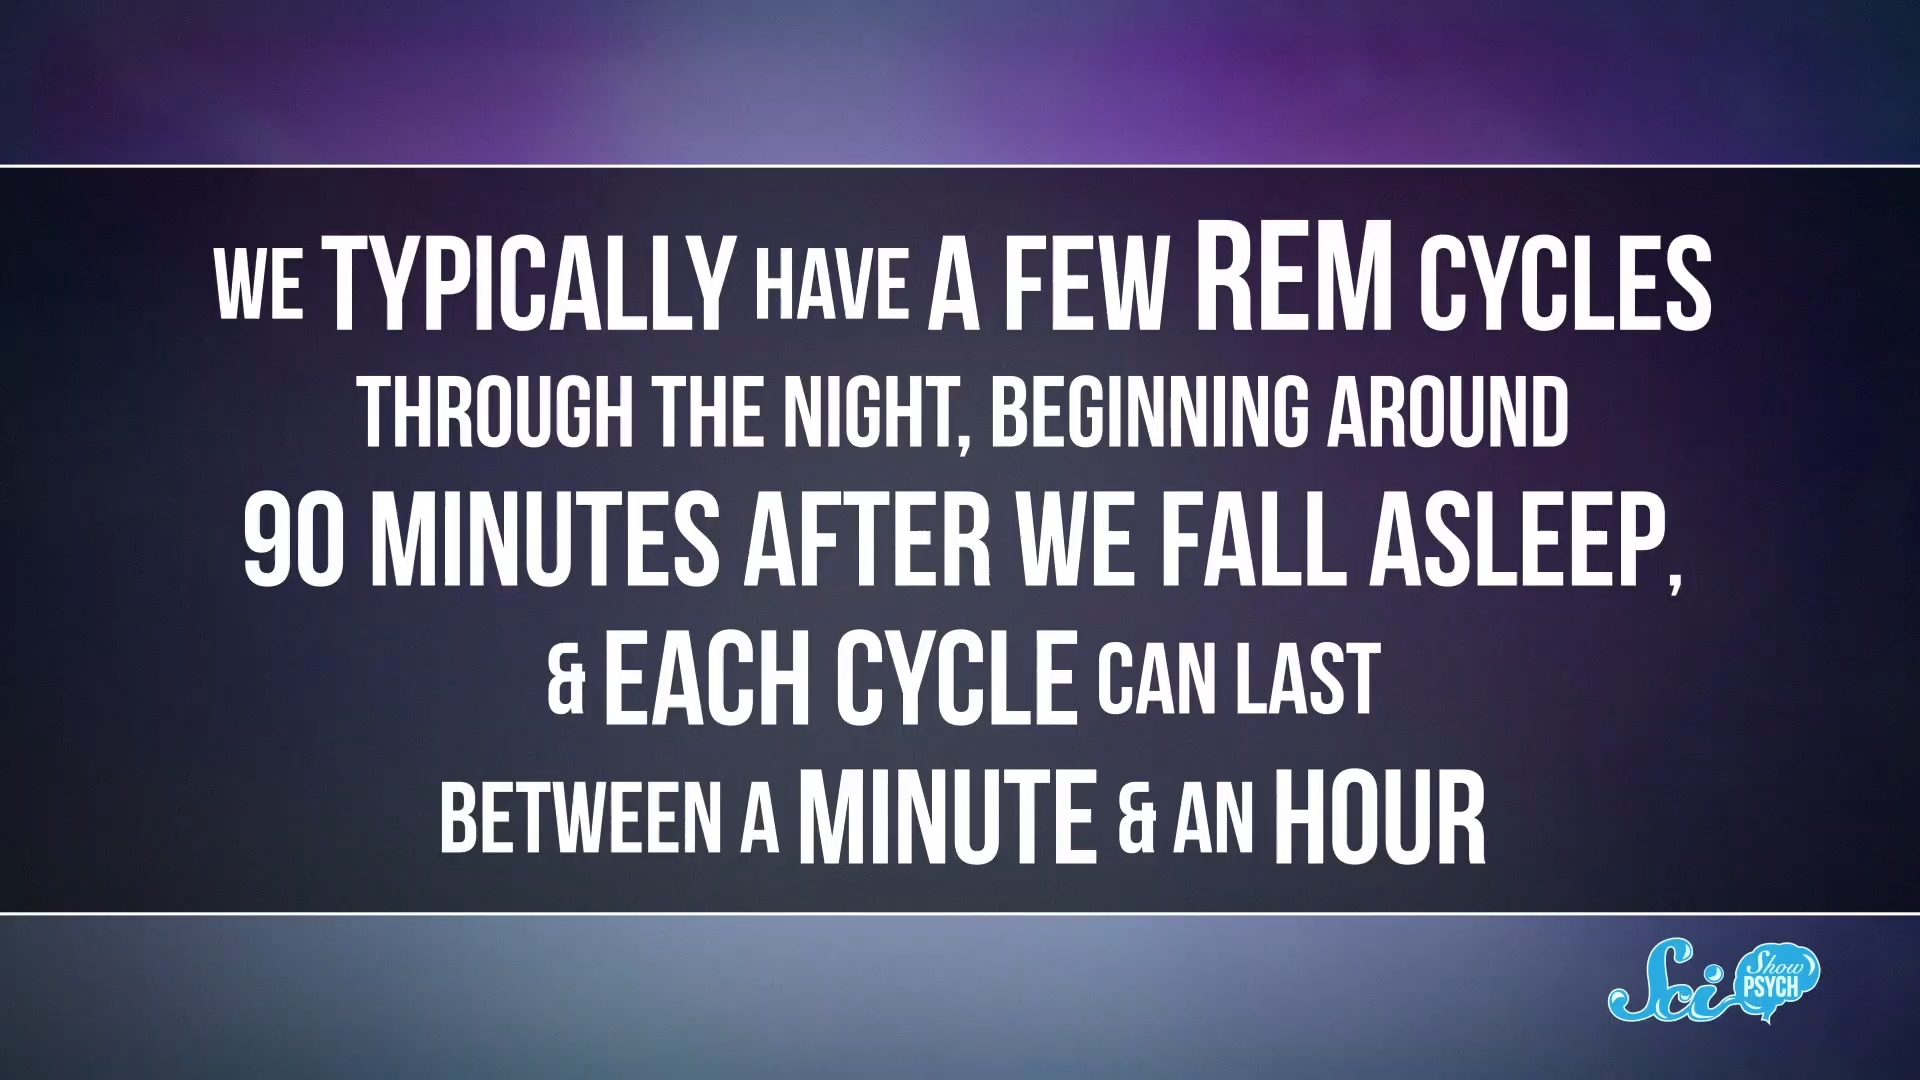 WE TYPICALLY HAVE A FEW REM CYCLES
THROUGH THE NIGHT, BEGINNING AROUND
90 MINUTES AFTER WE FALL ASLEEP,
& EACH CYCLE CAN LAST
BETWEEN A MINUTE & AN HOUR
Sci Show
PSYCH